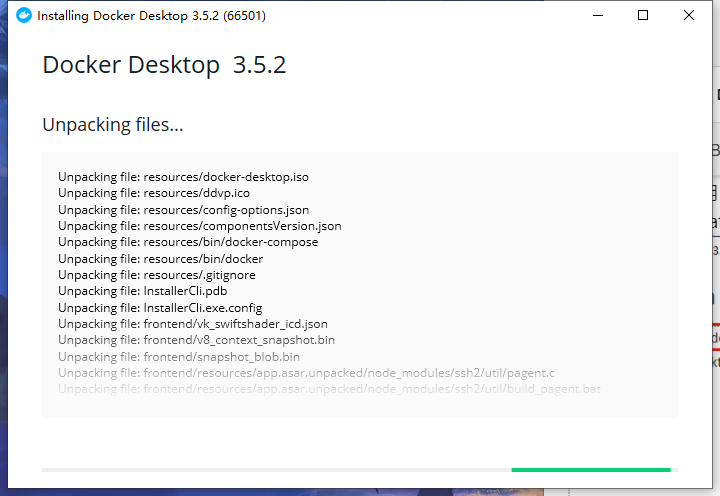 Installing Docker Desktop 3.5.2 (66501)
Docker Desktop 3.5.2
Unpacking files...
Unpacking file: resources/docker-desktop.iso
Unpacking file: resources/ddvp.ico
Unpacking file: resources/config-options.json
Unpacking file: resources/componentsVersion.json
Unpacking file: resources/bin/docker-compose
Unpacking file: resources/bin/docker
Unpacking file: resources/.gitignore
Unpacking file: InstallerCli.pdb
Unpacking file: InstallerCli.exe.config
Unpacking file: frontend/vk_swiftshader_icd.json
Unpacking file: frontend/v8_context_snapshot.bin
Unpacking file: frontend/snapshot_blob.bin
Unpacking file: frontend/resources/app.asar.unpacked/node_modules/ssh2/util/pagent.c
Unpacking file: frontend/resources/app.asar.unpacked/node_modules/ssh2/util/build_pagent.bat